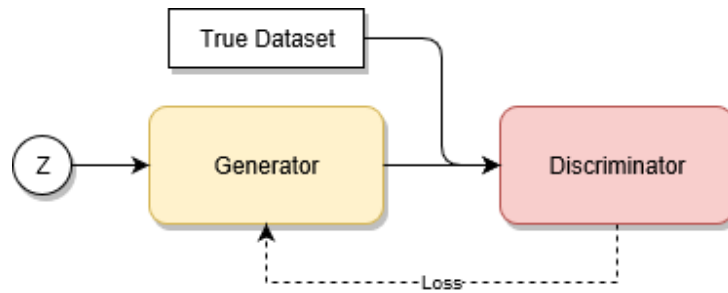 True Dataset
Z
Generator
Discriminator
Loss